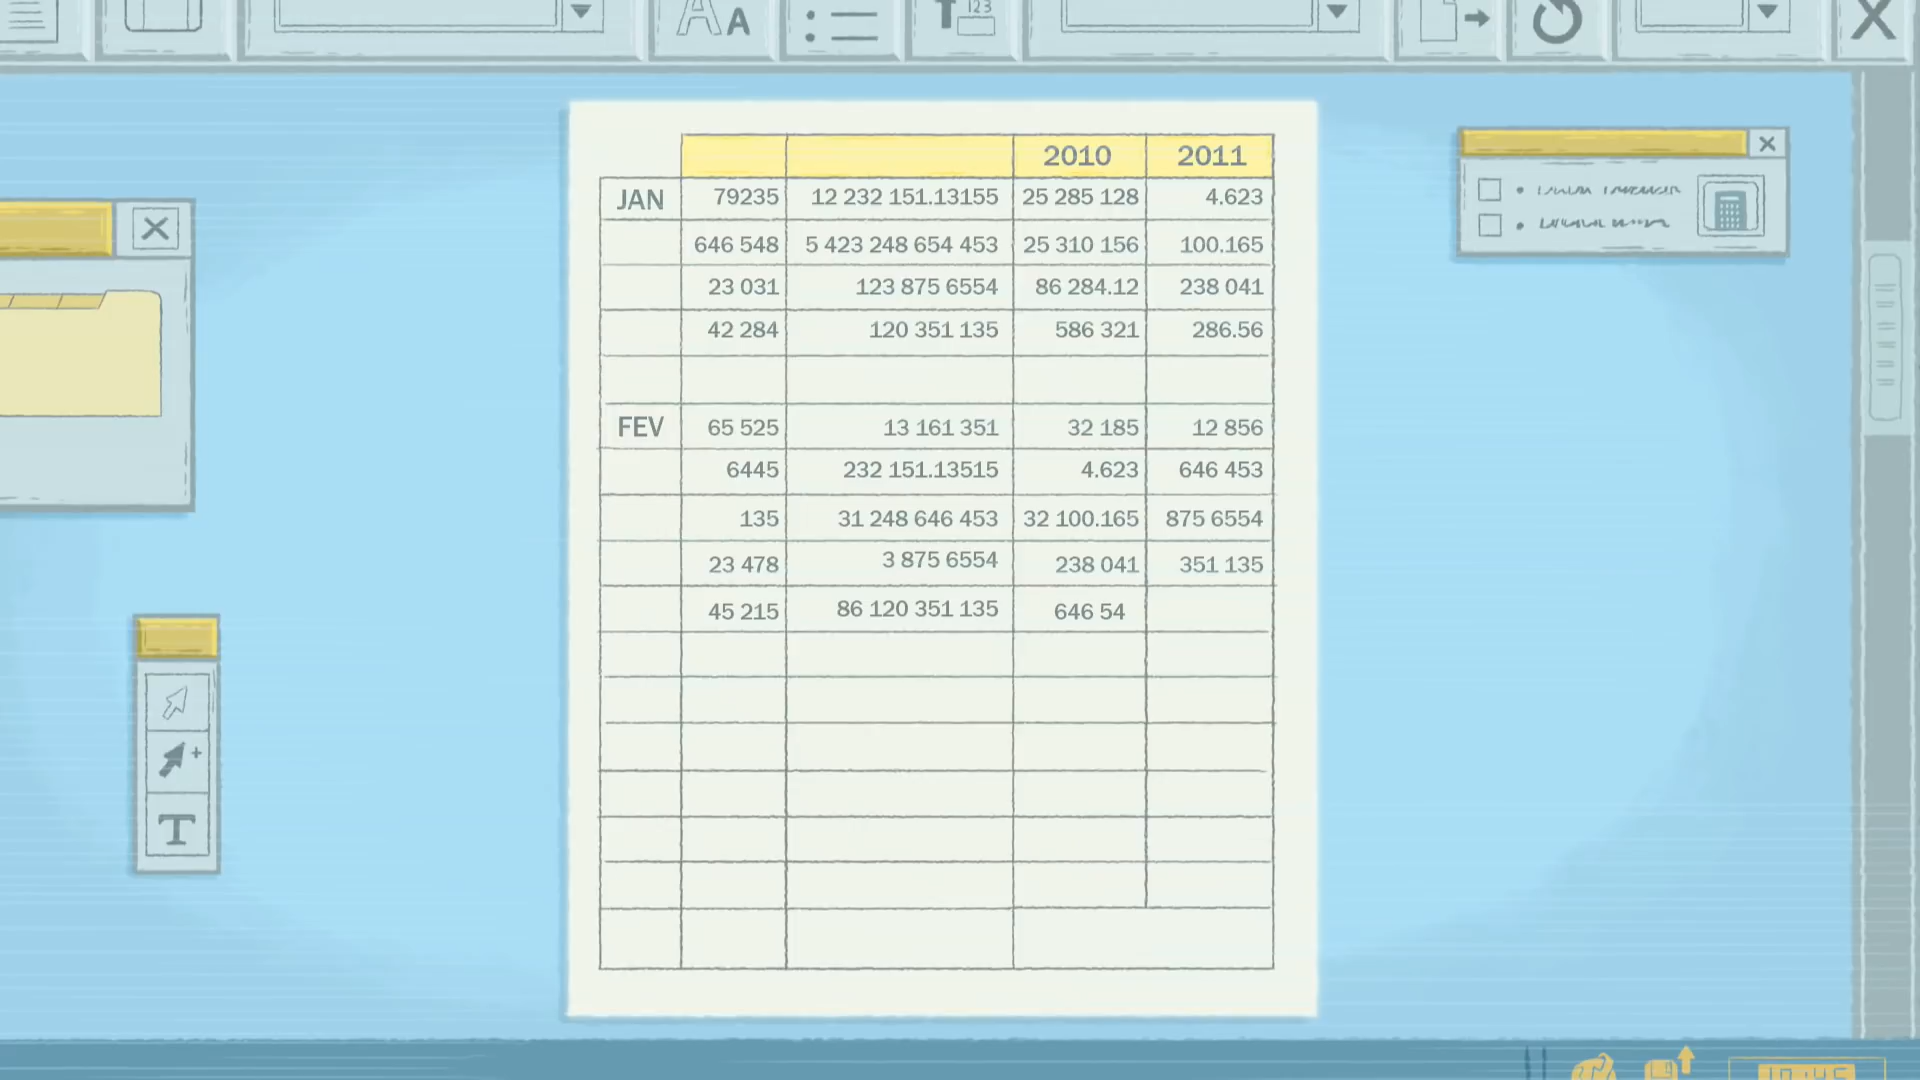 A A
T 123
X
2010 2011
JAN 79235 12 232 151.13155 25 285 128 4.623
646 548 5 423 248 654 453 25 310 156 100.165
23 031 123 875 6554 86 284.12 238 041
42 284 120 351 135 586 321 286.56
FEV 65 525 13 161 351 32 185 12 856
6445 232 151.13515 4.623 646 453
135 31 248 646 453 32 100.165 875 6554
23 478 3 875 6554 238 041 351 135
45 215 86 120 351 135 646 54
T